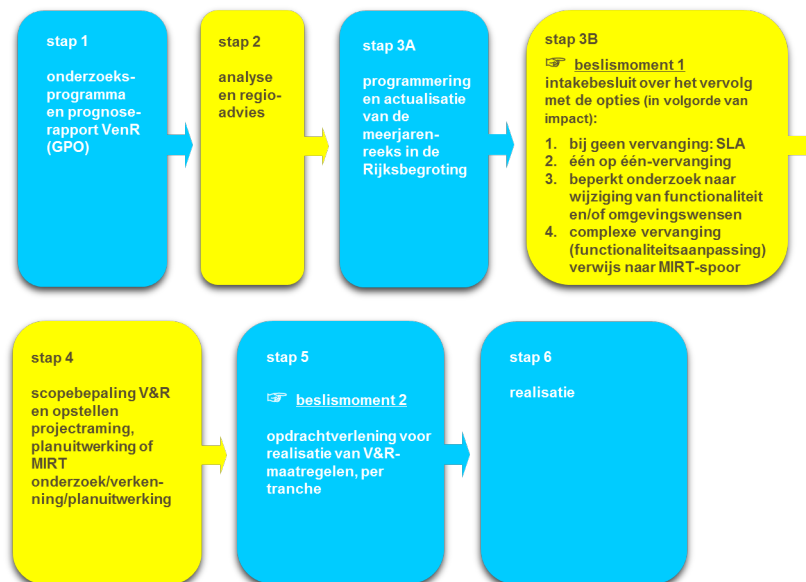 stap 1
onderzoeks-
programma
en prognose-
rapport VenR
(GPO)
stap 2
analyse
en regio-
advies
stap 3A
programmering
en actualisatie
van de
meerjaren-
reeks in de
Rijksbegroting
stap 3B
☞ beslismoment 1
intakebesluit over het vervolg
met de opties (in volgorde van
impact):
1. bij geen vervanging: SLA
2. één op één-vervanging
3. beperkt onderzoek naar
wijziging van functionaliteit
en/of omgevingswensen
4. complexe vervanging
(functionaliteitsaanpassing)
verwijs naar MIRT-spoor
stap 4
scopebepaling V&R
en opstellen
projectraming,
planuitwerking of
MIRT
onderzoek/verken-
ning/planuitwerking
stap 5
☞ beslismoment 2
opdrachtverlening voor
realisatie van V&R-
maatregelen, per
tranche
stap 6
realisatie